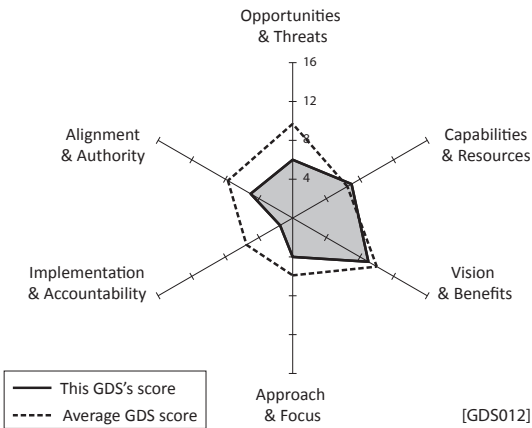 Opportunities
& Threats
16
12
8
4
Alignment
& Authority
Capabilities
& Resources
Implementation
& Accountability
Vision
& Benefits
This GDS’s score
Average GDS score
Approach
& Focus
[GDS012]